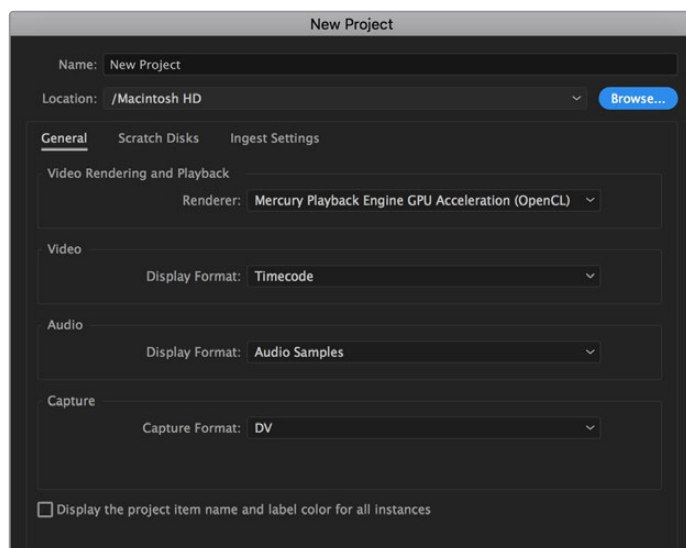 New Project
Name: New Project
Location: /Macintosh HD Browse...
General Scratch Disks Ingest Settings
Video Rendering and Playback
Renderer: Mercury Playback Engine GPU Acceleration (OpenCL)
Video
Display Format: Timecode
Audio
Display Format: Audio Samples
Capture
Capture Format: DV
Display the project item name and label color for all instances